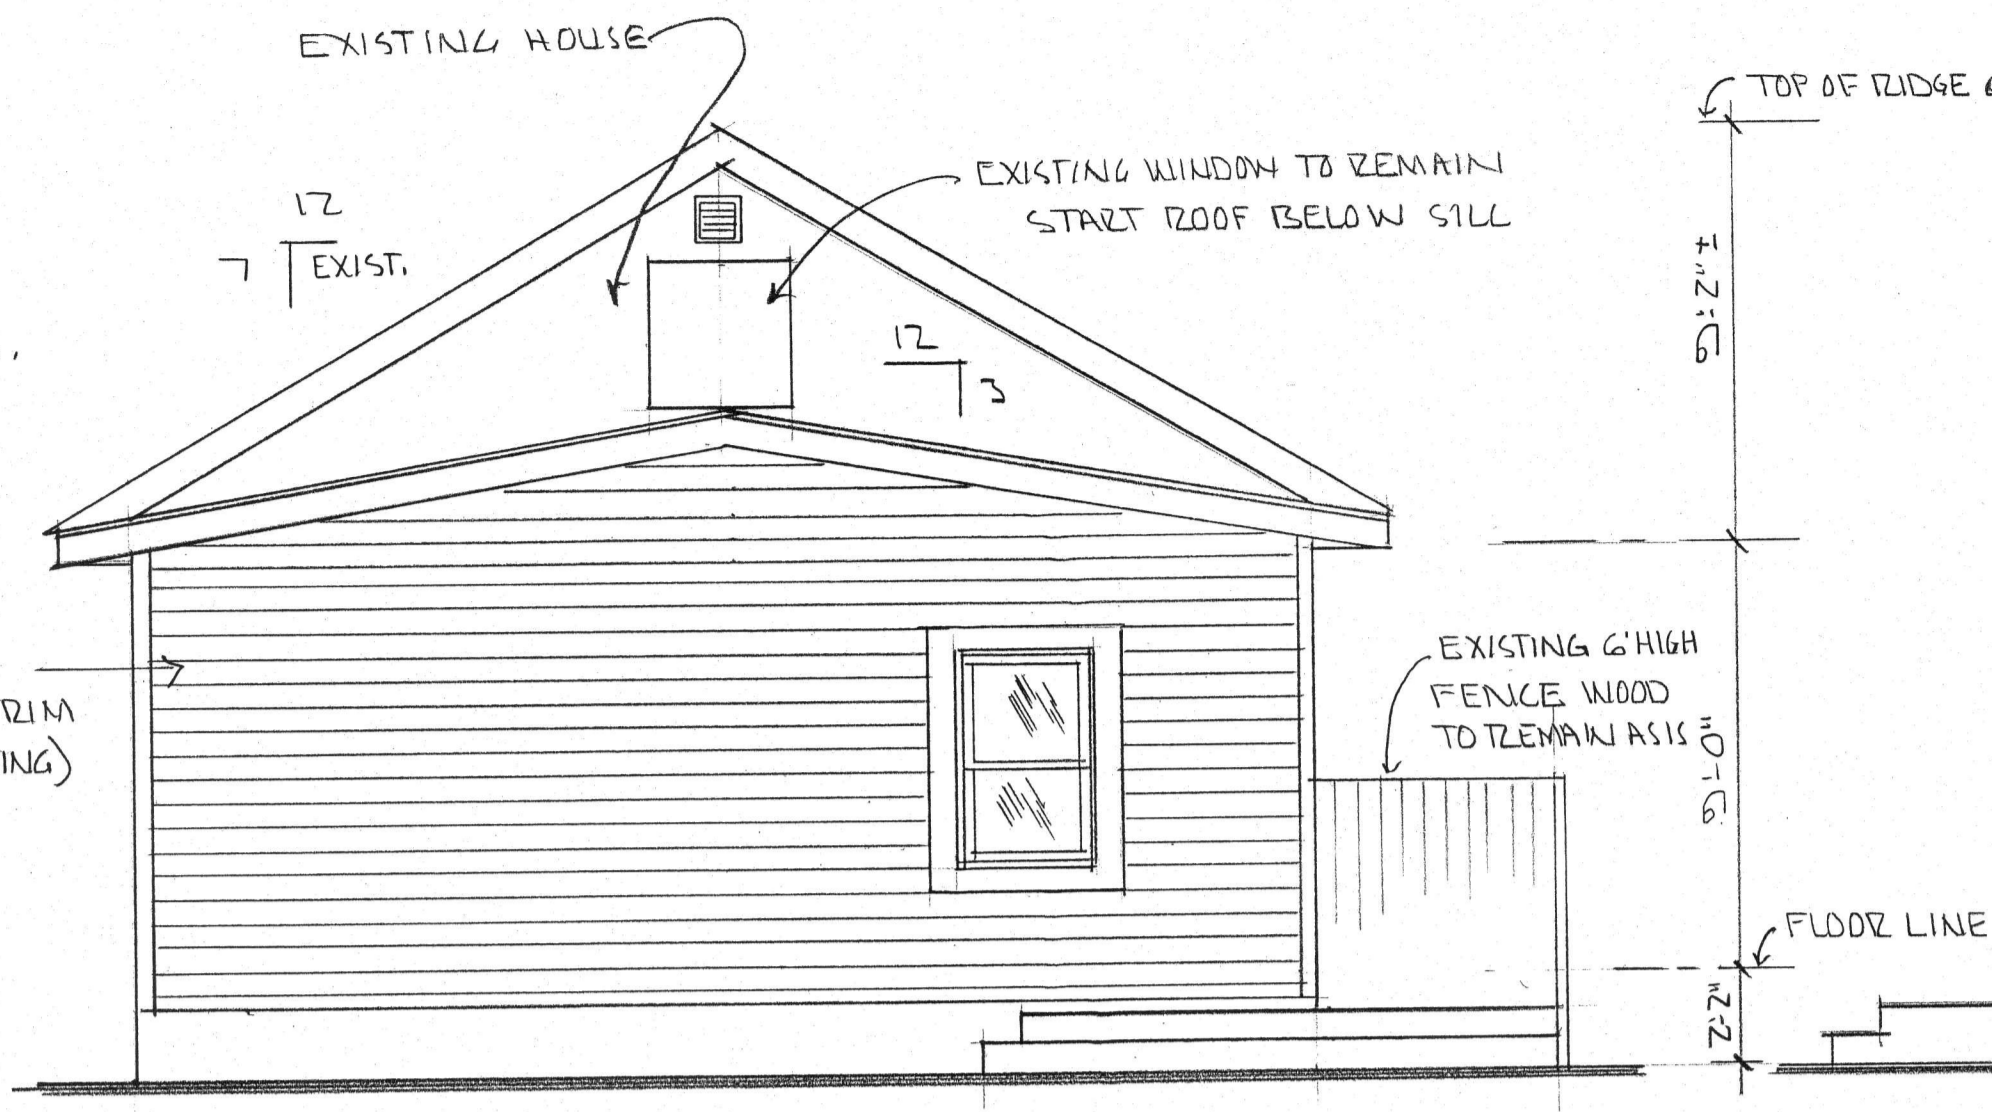 EXISTING HOUSE
TOP OF RIDGE
EXISTING WINDOW TO REMAIN
START ROOF BELOW SILL
12
7 EXIST.
9'-2"±
12
3
EXISTING 6' HIGH
FENCE WOOD
TO REMAIN AS IS
RIM
ING)
9'-0"
FLOOR LINE
2'-2"